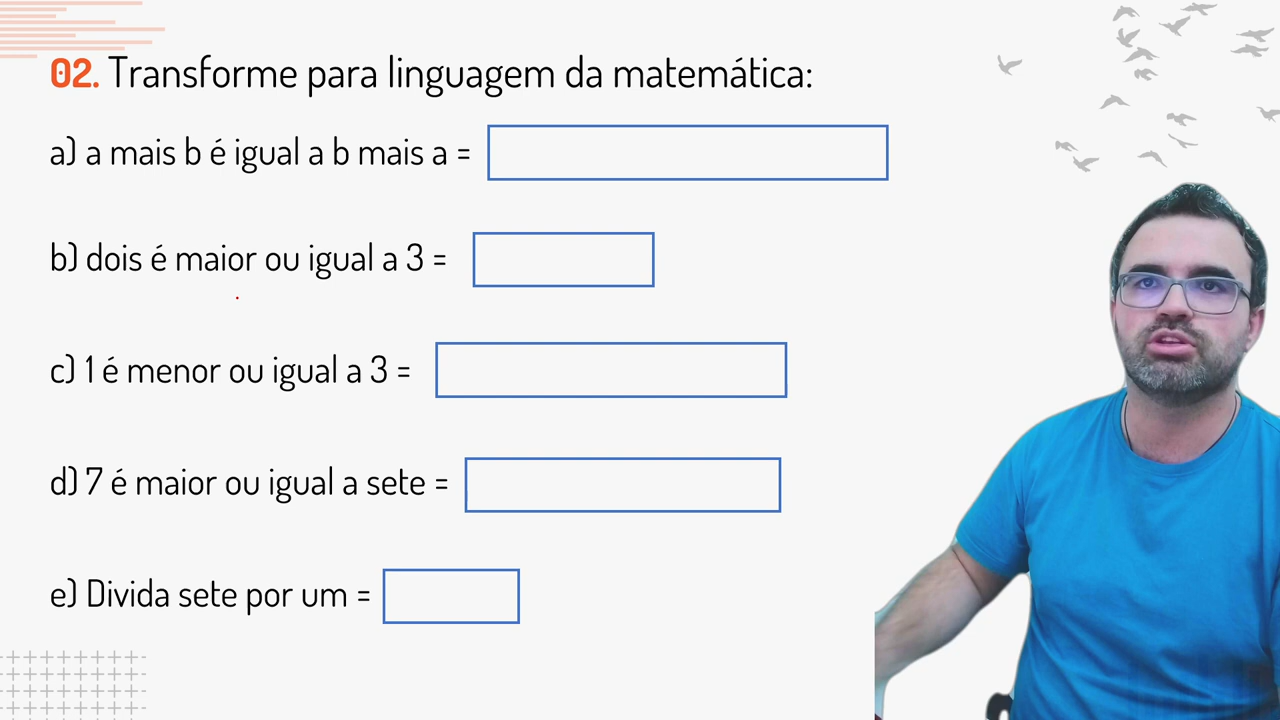 02. Transforme para linguagem da matemática:
a) a mais b é igual a b mais a =
b) dois é maior ou igual a 3 =
c) 1 é menor ou igual a 3 =
d) 7 é maior ou igual a sete =
e) Divida sete por um =